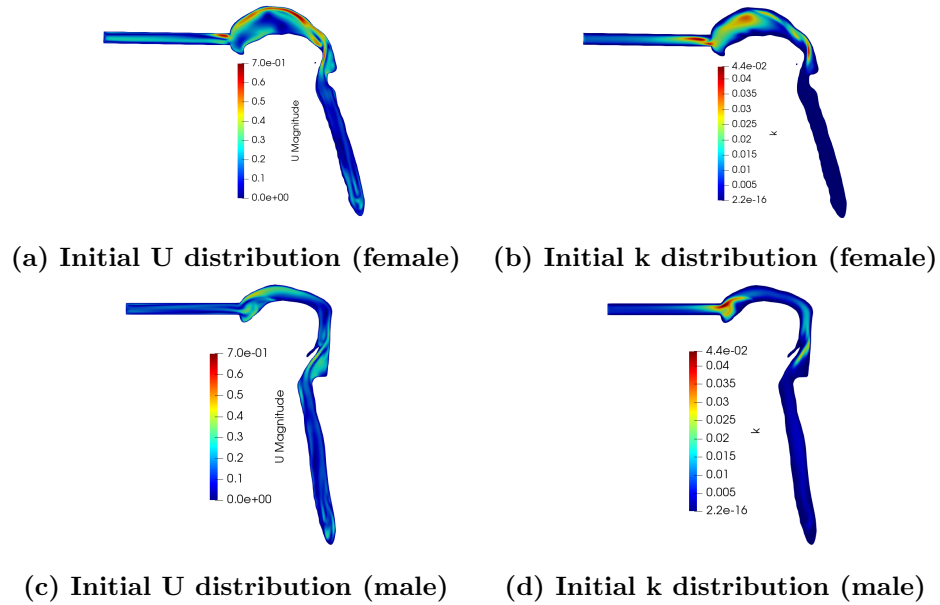 7.0e-01
0.6
0.5
0.4
0.3
0.2
0.1
0.0e+00
U Magnitude
4.4e-02
0.04
0.035
0.03
0.025
0.02
0.015
0.01
0.005
2.2e-16
k
(a) Initial U distribution (female)
(b) Initial k distribution (female)
7.0e-01
0.6
0.5
0.4
0.3
0.2
0.1
0.0e+00
U Magnitude
4.4e-02
0.04
0.035
0.03
0.025
0.02
0.015
0.01
0.005
2.2e-16
k
(c) Initial U distribution (male)
(d) Initial k distribution (male)